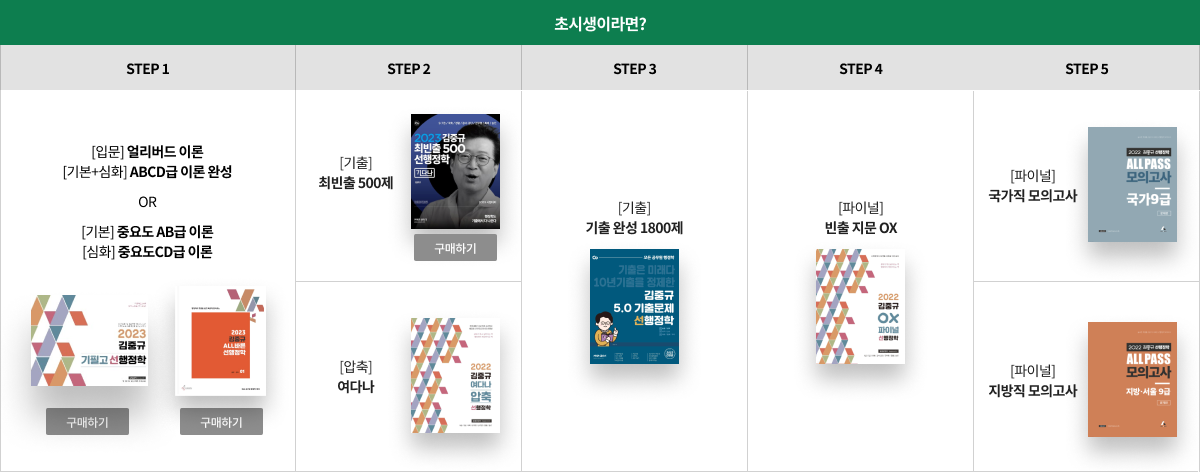 초시생이라면?
STEP 1
STEP 2
STEP 3
STEP 4
STEP 5
[입문] 얼리버드 이론
[기본+심화] ABCD급 이론 완성
OR
[기본] 중요도 AB급 이론
[심화] 중요도CD급 이론
2023
김중규
기필고 선행정학
구매하기
2023
김중규
ALL바른
선행정학
구매하기
[기출]
최빈출 500제
2023 김중규
최빈출 500
선행정학
기다나
구매하기
[압축]
여다나
2022
김중규
여다나
압축
선행정학
[기출]
기출 완성 1800제
기출은 미래다
10년기출을 정제한
김중규
5.0 기출문제
선행정학
[파이널]
빈출 지문 OX
2022
김중규
OX
파이널
선행정학
[파이널]
국가직 모의고사
2022 김중규 선행정학
ALL PASS
모의고사
국가9급
[파이널]
지방직 모의고사
2022 김중규 선행정학
ALL PASS
모의고사
지방·서울 9급